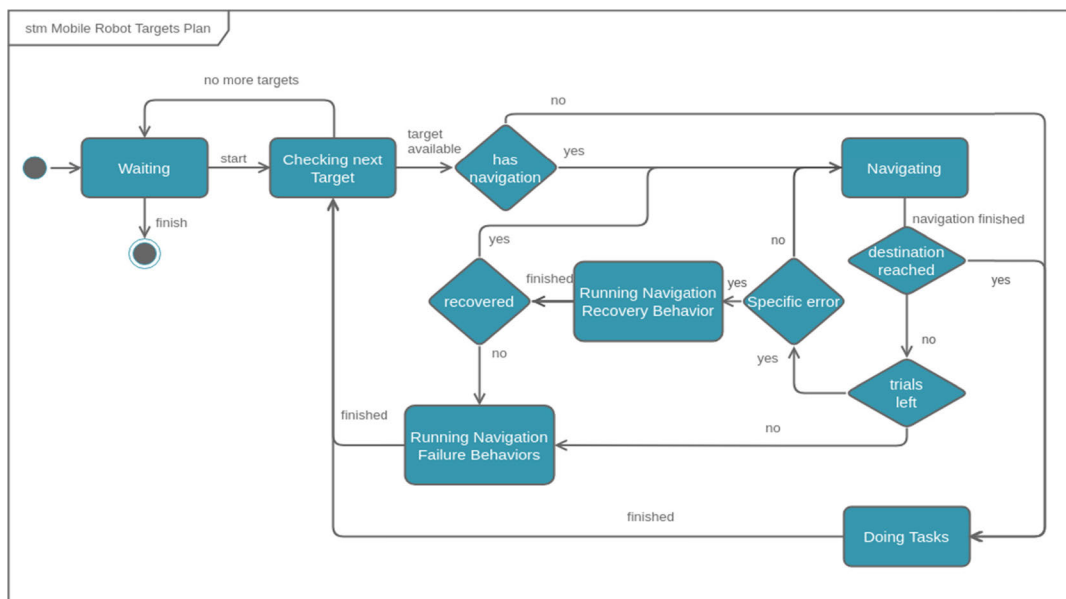 stm Mobile Robot Targets Plan
no more targets
no
target
available
has
navigation
yes
Waiting
start
Checking next
Target
Navigating
finish
navigation finished
yes
no
destination
reached
yes
recovered
finished
Running Navigation
Recovery Behavior
yes
Specific error
no
no
yes
trials
left
finished
Running Navigation
Failure Behaviors
no
finished
Doing Tasks